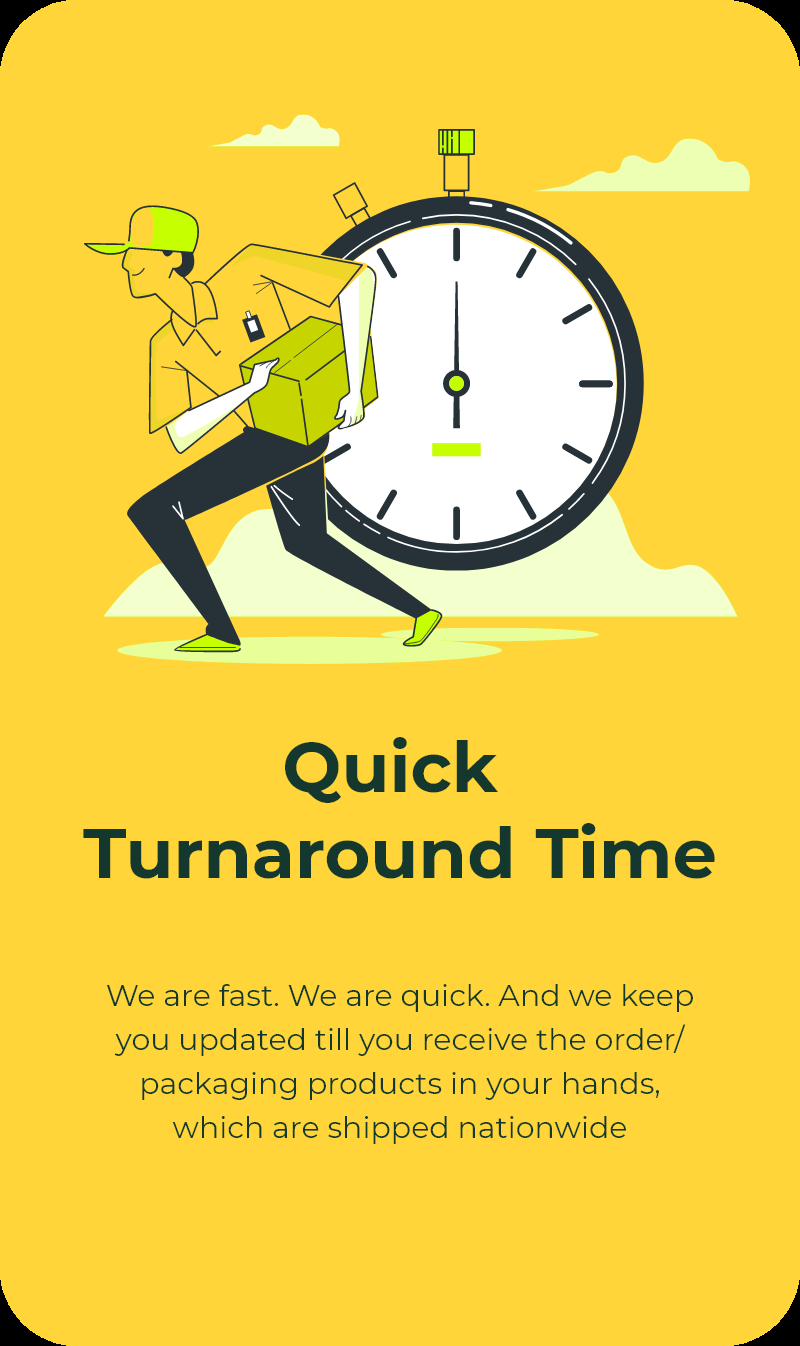 Quick
Turnaround Time
We are fast. We are quick. And we keep
you updated till you receive the order/
packaging products in your hands,
which are shipped nationwide